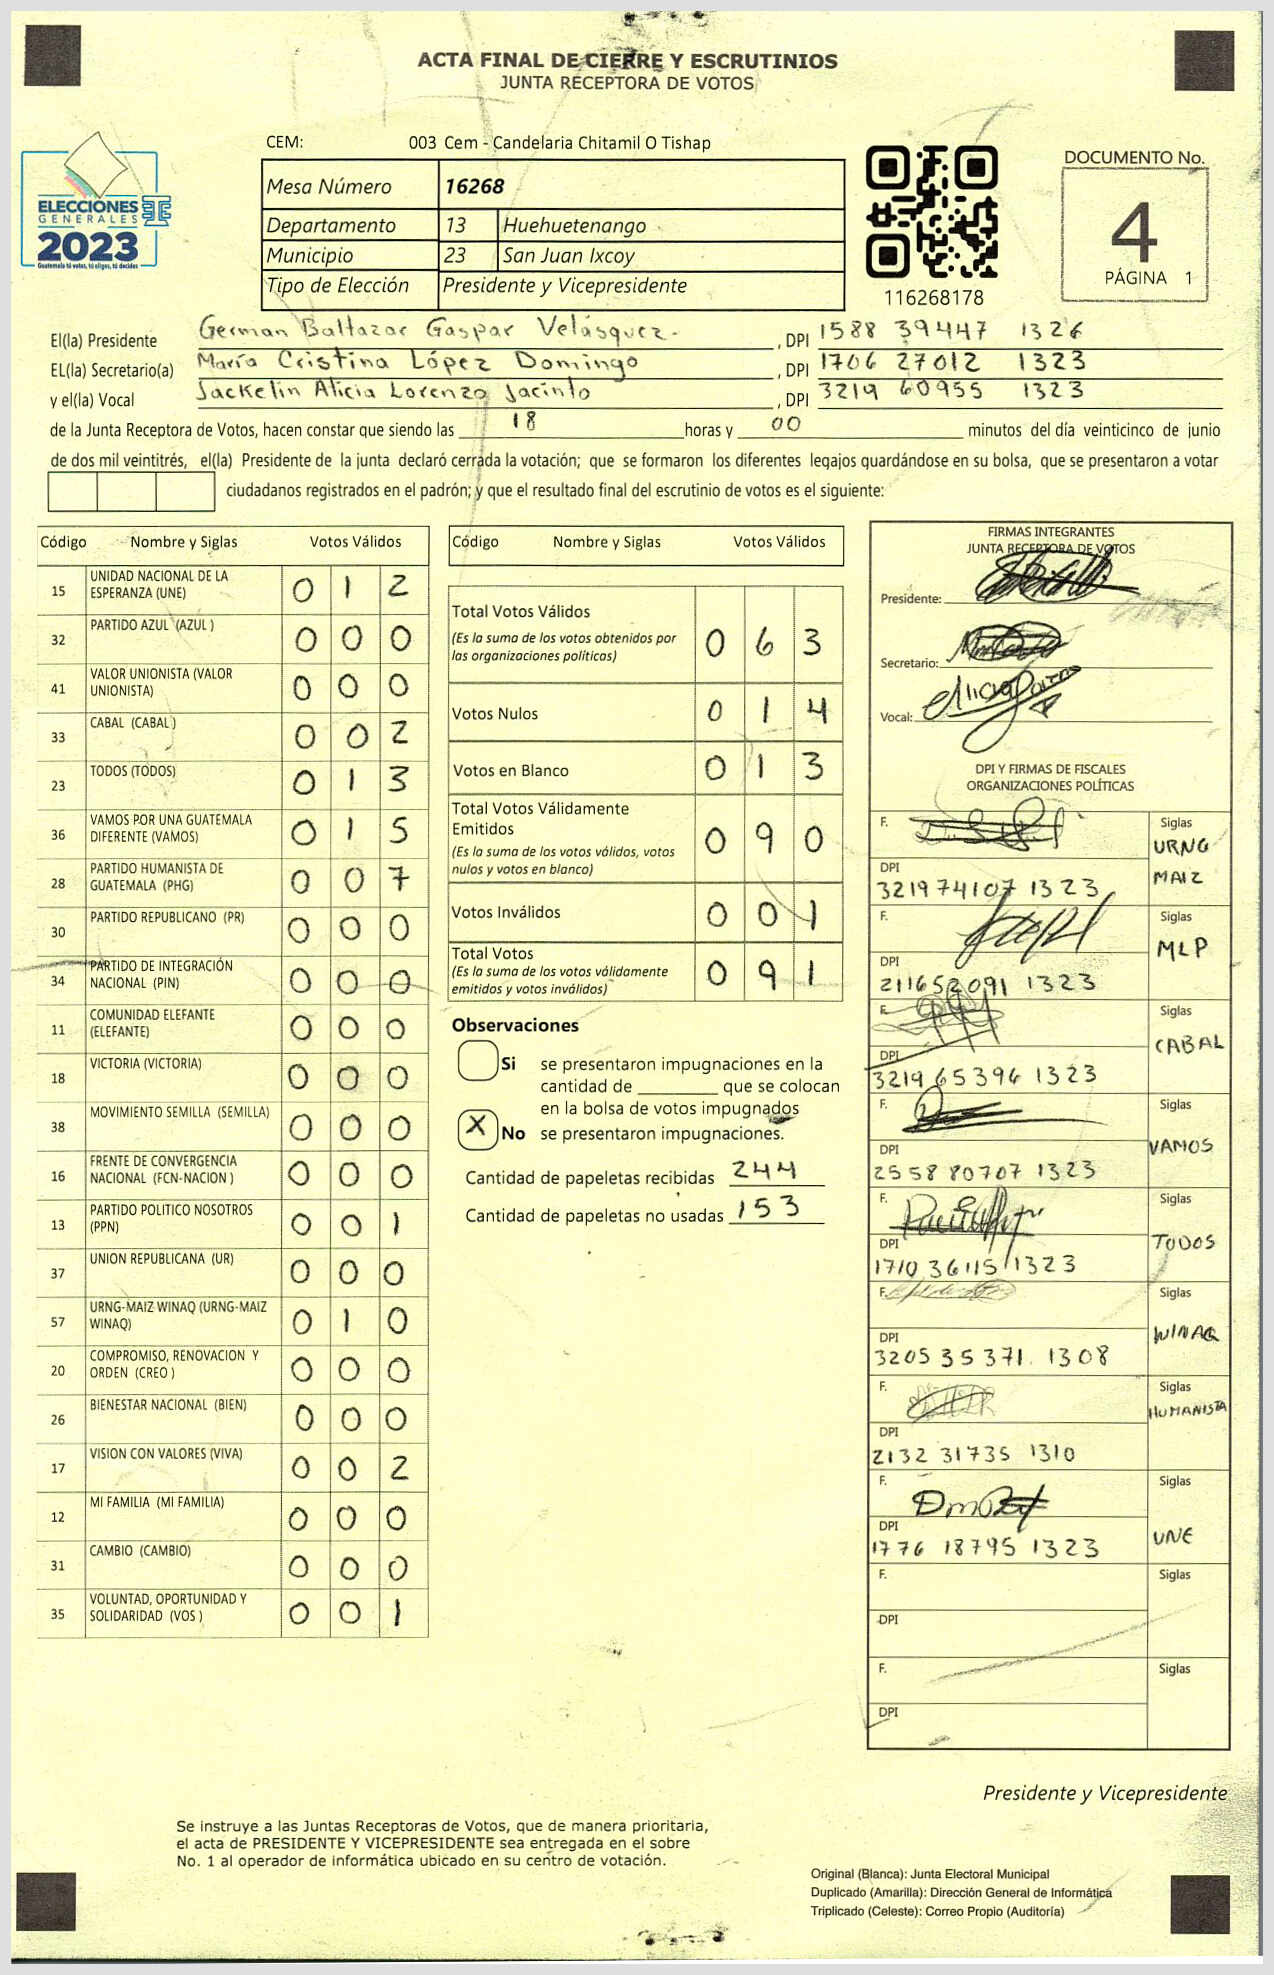 ACTA FINAL DE CIERRE Y ESCRUTINIOS
JUNTA RECEPTORA DE VOTOS
CEM: 003 Cem - Candelaria Chitamil O Tishap
ELECCIONES
GENERALES
2023
Guatemala tú votas, tú eliges, tú decides
Mesa Número 16268
Departamento 13 Huehuetenango
Municipio 23 San Juan Ixcoy
Tipo de Elección Presidente y Vicepresidente
116268178
DOCUMENTO No.
4
PÁGINA 1
El(la) Presidente German Baltazar Gaspar Velásquez- , DPI 1588 39447 1326
EL(la) Secretario(a) María Cristina López Domingo , DPI 1706 27012 1323
y el(la) Vocal Jackelin Alicia Lorenzo Jacinto , DPI 3219 60955 1323
de la Junta Receptora de Votos, hacen constar que siendo las 18 horas y 00 minutos del día veinticinco de junio
de dos mil veintitrés, el(la) Presidente de la junta declaró cerrada la votación; que se formaron los diferentes legajos guardándose en su bolsa, que se presentaron a votar
ciudadanos registrados en el padrón; y que el resultado final del escrutinio de votos es el siguiente:
Código Nombre y Siglas Votos Válidos
15 UNIDAD NACIONAL DE LA ESPERANZA (UNE) 0 1 2
32 PARTIDO AZUL (AZUL ) 0 0 0
41 VALOR UNIONISTA (VALOR UNIONISTA) 0 0 0
33 CABAL (CABAL ) 0 0 2
23 TODOS (TODOS) 0 1 3
36 VAMOS POR UNA GUATEMALA DIFERENTE (VAMOS) 0 1 5
28 PARTIDO HUMANISTA DE GUATEMALA (PHG) 0 0 7
30 PARTIDO REPUBLICANO (PR) 0 0 0
34 PARTIDO DE INTEGRACIÓN NACIONAL (PIN) 0 0 0
11 COMUNIDAD ELEFANTE (ELEFANTE) 0 0 0
18 VICTORIA (VICTORIA) 0 0 0
38 MOVIMIENTO SEMILLA (SEMILLA) 0 0 0
16 FRENTE DE CONVERGENCIA NACIONAL (FCN-NACION ) 0 0 0
13 PARTIDO POLITICO NOSOTROS (PPN) 0 0 1
37 UNION REPUBLICANA (UR) 0 0 0
57 URNG-MAIZ WINAQ (URNG-MAIZ WINAQ) 0 1 0
20 COMPROMISO, RENOVACION Y ORDEN (CREO ) 0 0 0
26 BIENESTAR NACIONAL (BIEN) 0 0 0
17 VISION CON VALORES (VIVA) 0 0 2
12 MI FAMILIA (MI FAMILIA) 0 0 0
31 CAMBIO (CAMBIO) 0 0 0
35 VOLUNTAD, OPORTUNIDAD Y SOLIDARIDAD (VOS ) 0 0 1
Código Nombre y Siglas Votos Válidos
Total Votos Válidos 0 6 3
(Es la suma de los votos obtenidos por
las organizaciones políticas)
Votos Nulos 0 1 4
Votos en Blanco 0 1 3
Total Votos Válidamente
Emitidos 0 9 0
(Es la suma de los votos válidos, votos
nulos y votos en blanco)
Votos Inválidos 0 0 1
Total Votos 0 9 1
(Es la suma de los votos válidamente
emitidos y votos inválidos)
Observaciones
Si se presentaron impugnaciones en la
cantidad de ________ que se colocan
en la bolsa de votos impugnados
X No se presentaron impugnaciones.
Cantidad de papeletas recibidas 244
Cantidad de papeletas no usadas 153
FIRMAS INTEGRANTES
JUNTA RECEPTORA DE VOTOS
Presidente:
Secretario:
Vocal:
DPI Y FIRMAS DE FISCALES
ORGANIZACIONES POLÍTICAS
F. Siglas URNG MAIZ
DPI 3219 74107 1323
F. Siglas MLP
DPI 2116 52091 1323
F. Siglas CABAL
DPI 3219 65396 1323
F. Siglas VAMOS
DPI 2558 80707 1323
F. Siglas TODOS
DPI 1710 36115 1323
F. Siglas WINAQ
DPI 3205 35371 1308
F. Siglas HUMANISTA
DPI 2132 31735 1310
F. Siglas UNE
DPI 1776 18795 1323
F. Siglas
DPI
F. Siglas
DPI
Presidente y Vicepresidente
Se instruye a las Juntas Receptoras de Votos, que de manera prioritaria,
el acta de PRESIDENTE Y VICEPRESIDENTE sea entregada en el sobre
No. 1 al operador de informática ubicado en su centro de votación.
Original (Blanca): Junta Electoral Municipal
Duplicado (Amarilla): Dirección General de Informática
Triplicado (Celeste): Correo Propio (Auditoría)